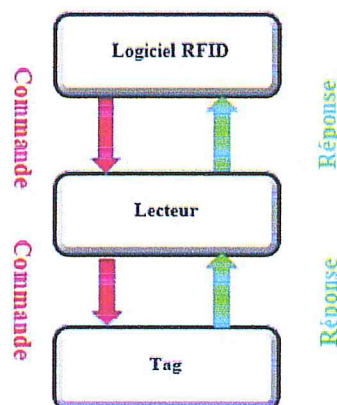 Logiciel RFID
Commande
Réponse
Lecteur
Commande
Réponse
Tag